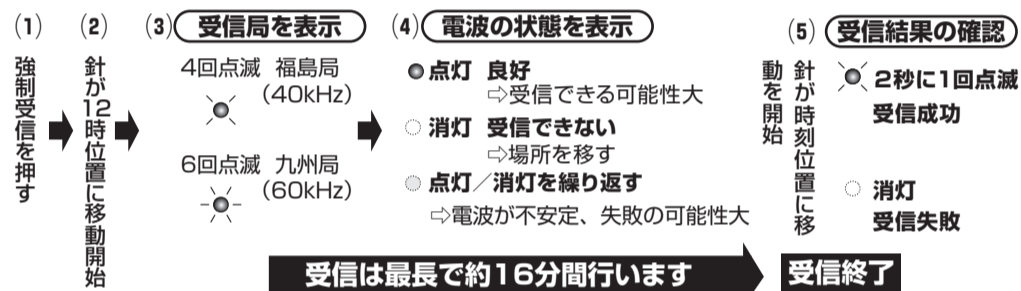 (1)
強制受信を押す
(2)
針が12時位置に移動開始
(3) 受信局を表示
4回点滅 福島局
(40kHz)
6回点滅 九州局
(60kHz)
(4) 電波の状態を表示
点灯 良好
⇨受信できる可能性大
消灯 受信できない
⇨場所を移す
点灯／消灯を繰り返す
⇨電波が不安定、失敗の可能性大
(5) 受信結果の確認
針が時刻位置に移
動を開始
2秒に1回点滅
受信成功
消灯
受信失敗
受信は最長で約16分間行います
受信終了